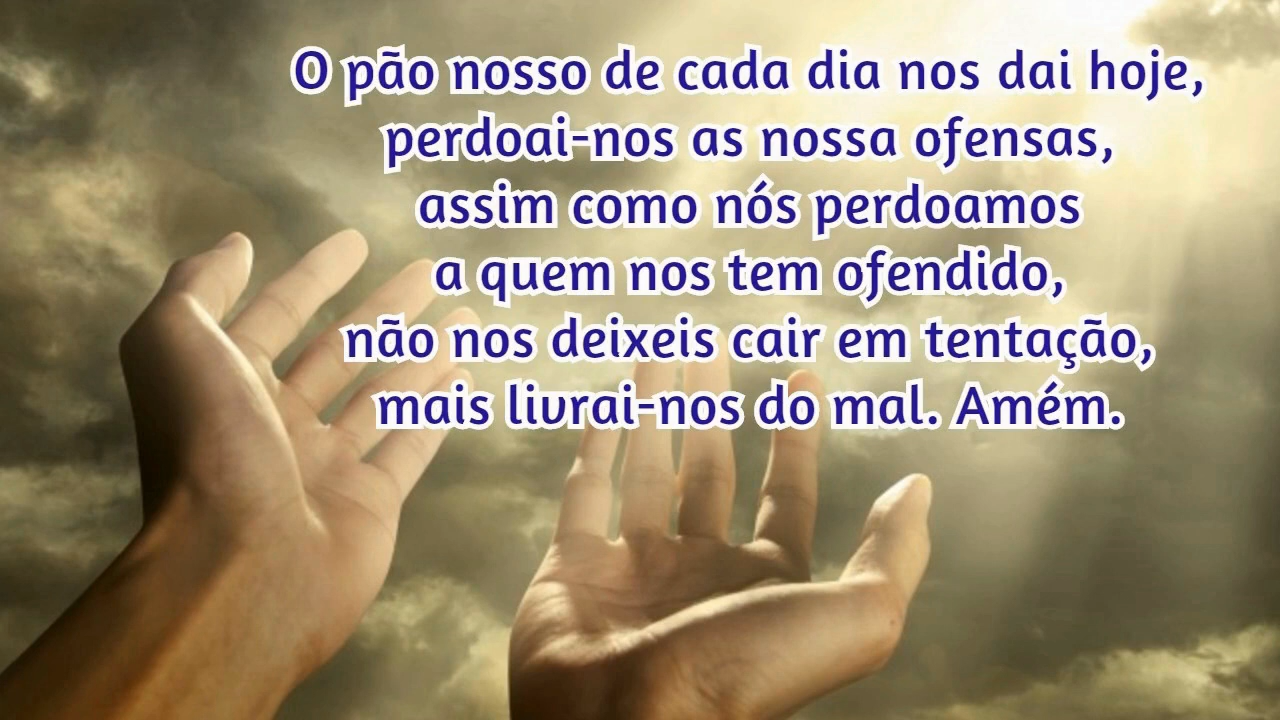 O pão nosso de cada dia nos dai hoje,
perdoai-nos as nossa ofensas,
assim como nós perdoamos
a quem nos tem ofendido,
não nos deixeis cair em tentação,
mais livrai-nos do mal. Amém.